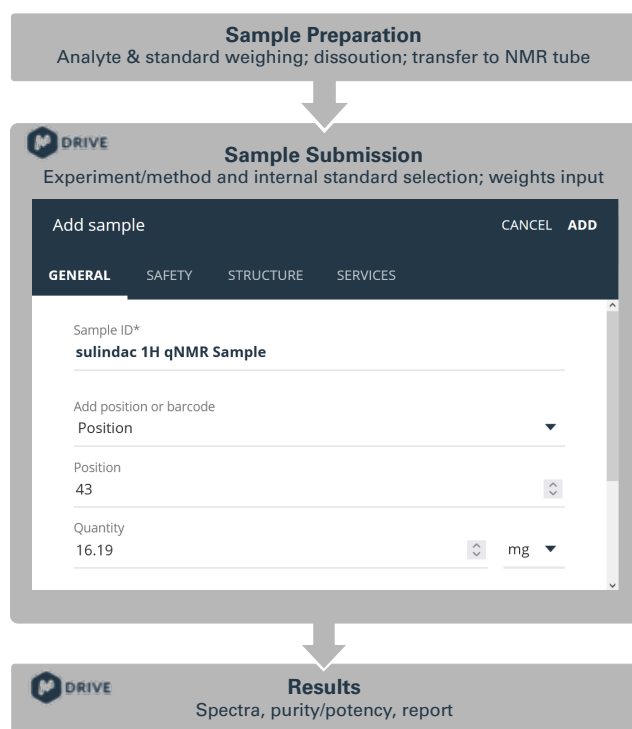 Sample Preparation
Analyte & standard weighing; dissoution; transfer to NMR tube
DRIVE
Sample Submission
Experiment/method and internal standard selection; weights input
Add sample CANCEL ADD
GENERAL SAFETY STRUCTURE SERVICES
Sample ID*
sulindac 1H qNMR Sample
Add position or barcode
Position
Position
43
Quantity
16.19 mg
DRIVE
Results
Spectra, purity/potency, report